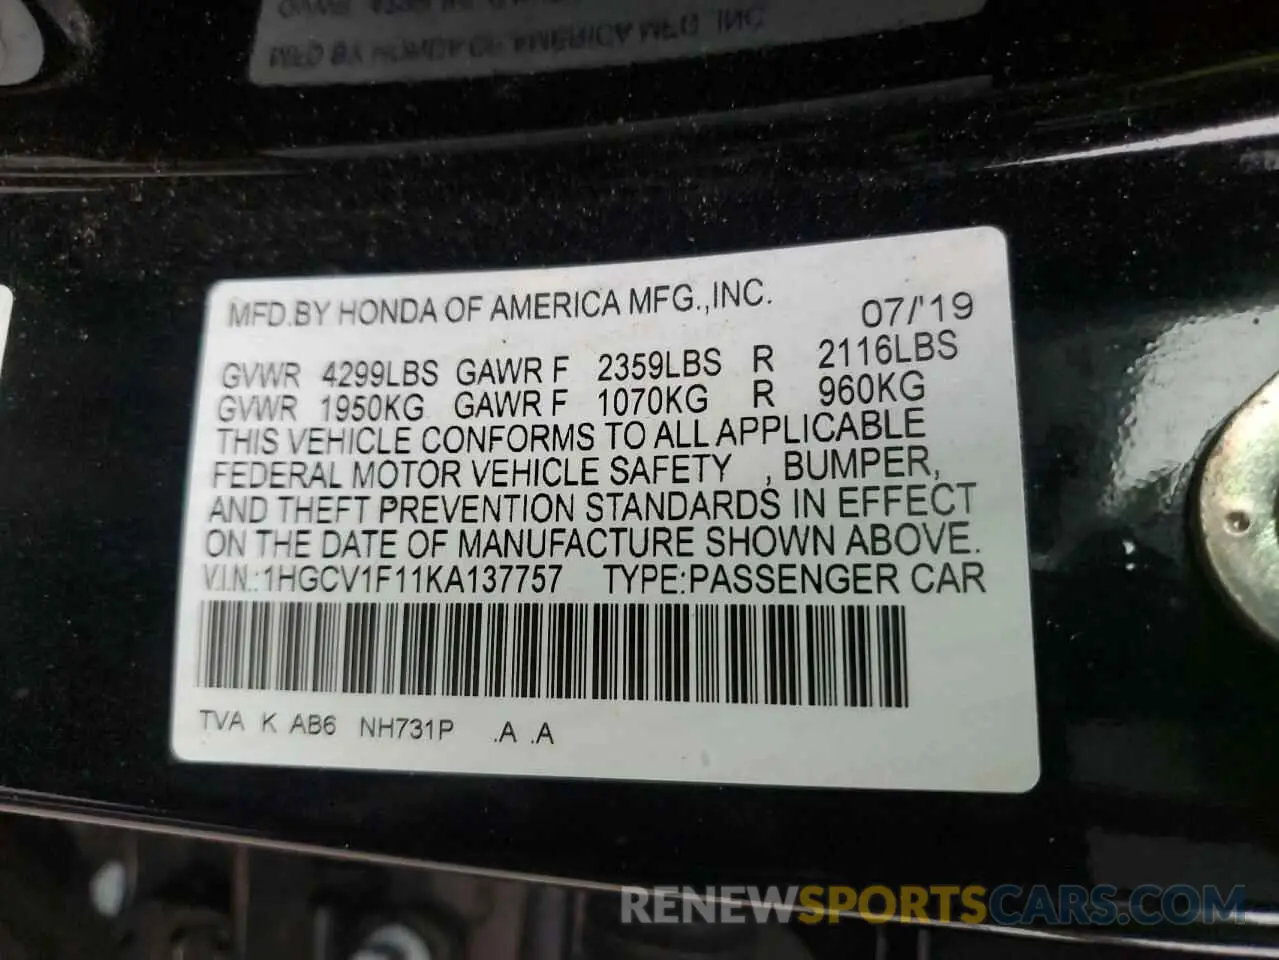 MFD.BY HONDA OF AMERICA MFG.,INC. 07/'19
GVWR 4299LBS GAWR F 2359LBS R 2116LBS
GVWR 1950KG GAWR F 1070KG R 960KG
THIS VEHICLE CONFORMS TO ALL APPLICABLE
FEDERAL MOTOR VEHICLE SAFETY , BUMPER,
AND THEFT PREVENTION STANDARDS IN EFFECT
ON THE DATE OF MANUFACTURE SHOWN ABOVE.
V.I.N.:1HGCV1F11KA137757 TYPE:PASSENGER CAR
TVA K AB6 NH731P .A .A
RENEWSPORTSCARS.COM